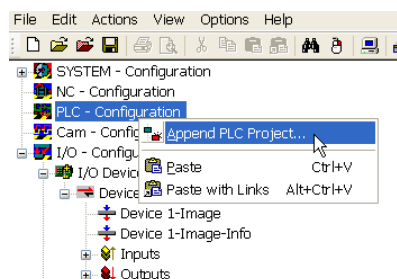 File Edit Actions View Options Help
SYSTEM - Configuration
NC - Configuration
PLC - Configuration
Cam - Config
Append PLC Project...
I/O - Configu
I/O Device
Paste Ctrl+V
Device
Paste with Links Alt+Ctrl+V
Device 1-Image
Device 1-Image-Info
Inputs
Outputs